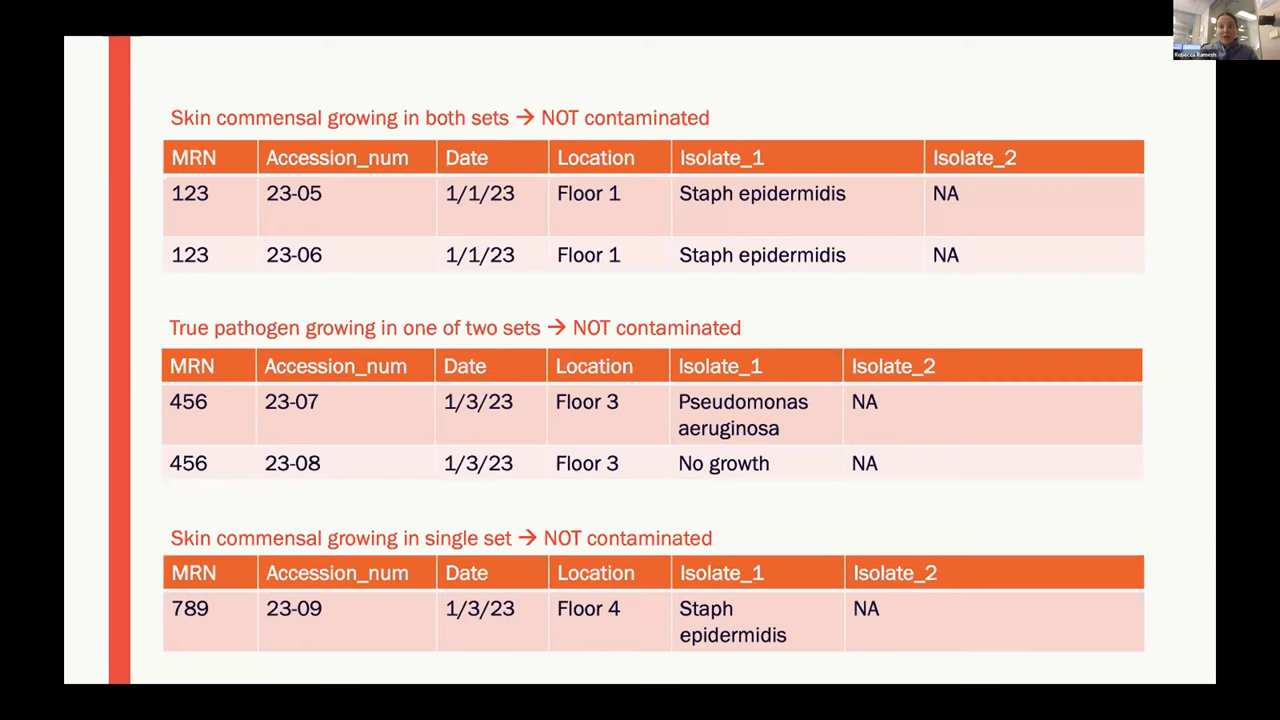 Rebecca Ramesh
Skin commensal growing in both sets → NOT contaminated
MRN Accession_num Date Location Isolate_1 Isolate_2
123 23-05 1/1/23 Floor 1 Staph epidermidis NA
123 23-06 1/1/23 Floor 1 Staph epidermidis NA
True pathogen growing in one of two sets → NOT contaminated
MRN Accession_num Date Location Isolate_1 Isolate_2
456 23-07 1/3/23 Floor 3 Pseudomonas NA
aeruginosa
456 23-08 1/3/23 Floor 3 No growth NA
Skin commensal growing in single set → NOT contaminated
MRN Accession_num Date Location Isolate_1 Isolate_2
789 23-09 1/3/23 Floor 4 Staph NA
epidermidis